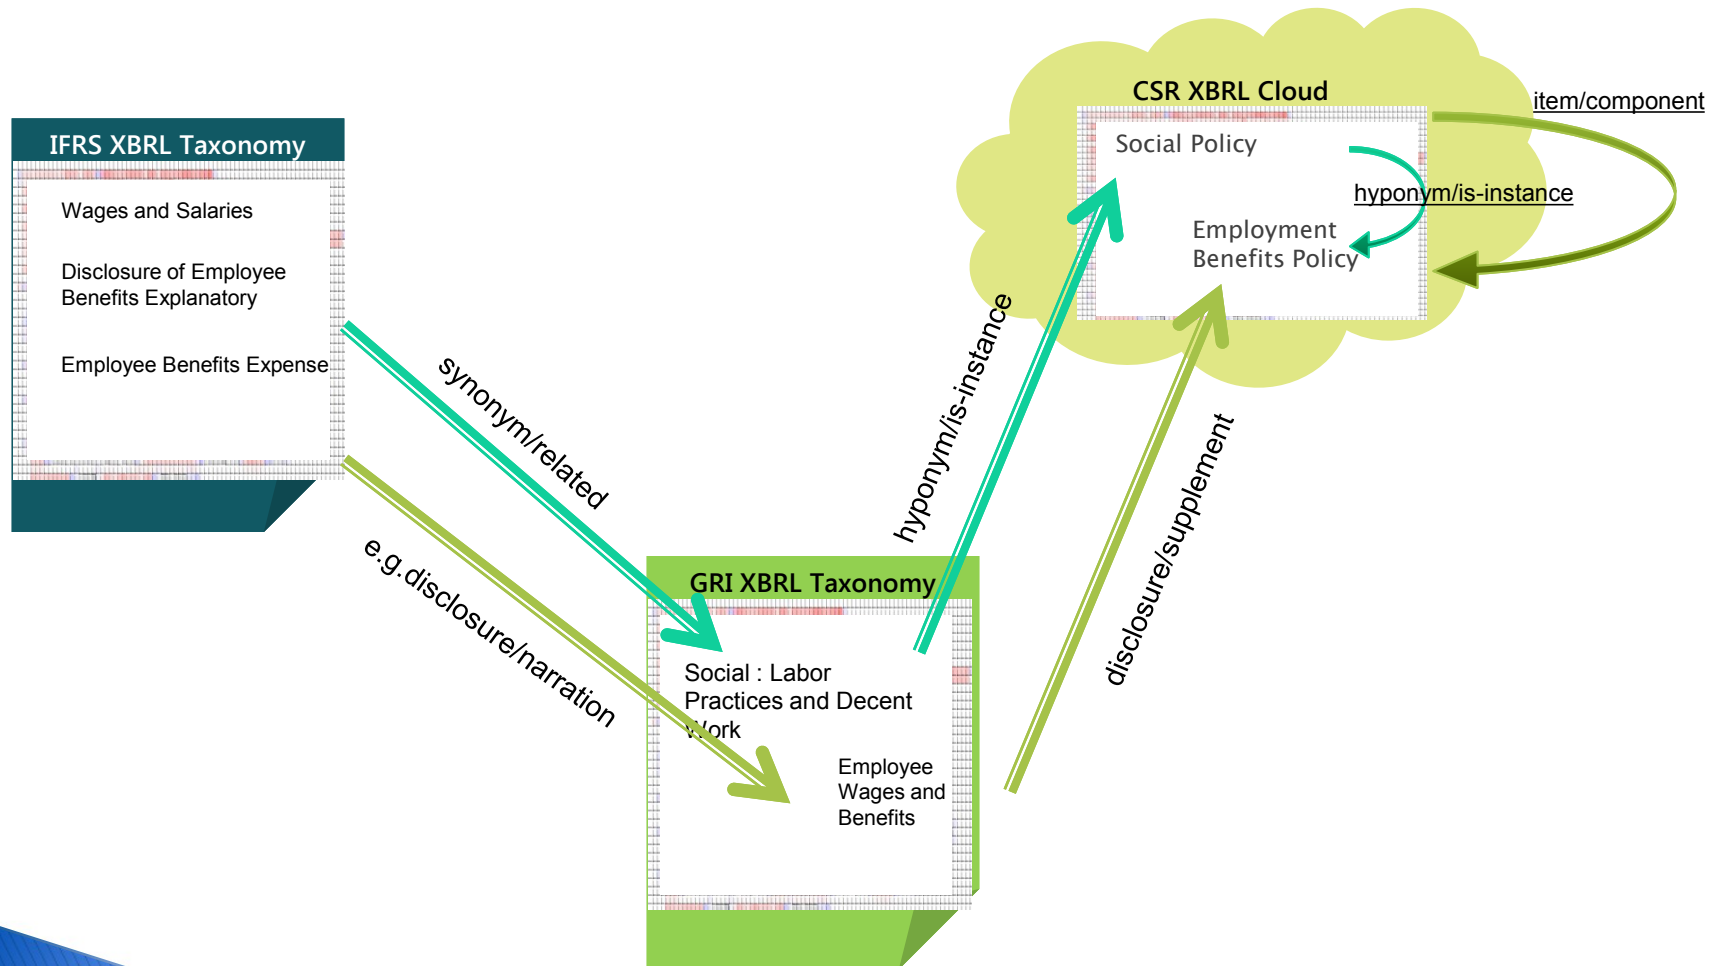 CSR XBRL Cloud
item/component
Social Policy
hyponym/is-instance
Employment
Benefits Policy
IFRS XBRL Taxonomy
Wages and Salaries
Disclosure of Employee
Benefits Explanatory
Employee Benefits Expense
synonym/related
e.g.disclosure/narration
hyponym/is-instance
disclosure/supplement
GRI XBRL Taxonomy
Social : Labor
Practices and Decent
Work
Employee
Wages and
Benefits